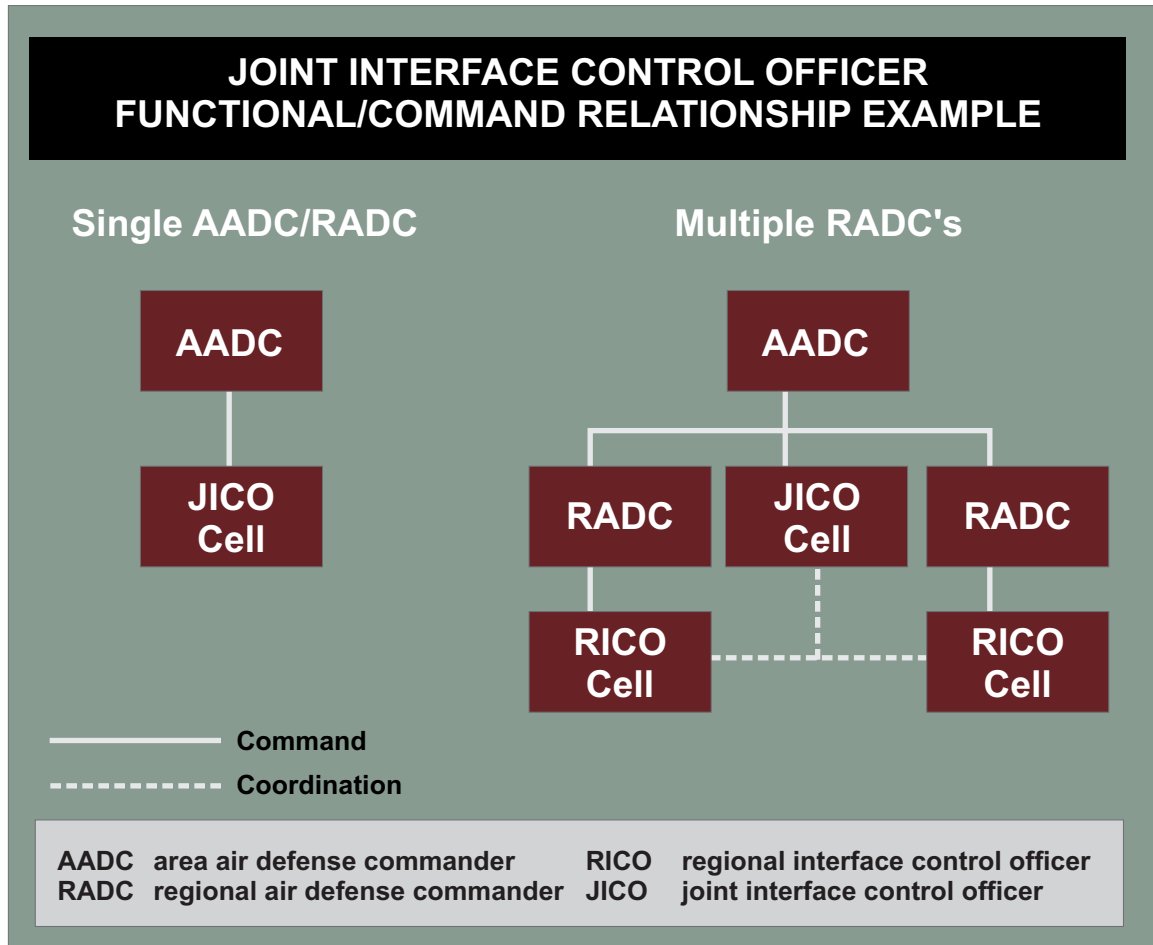 JOINT INTERFACE CONTROL OFFICER
FUNCTIONAL/COMMAND RELATIONSHIP EXAMPLE
Single AADC/RADC
AADC
JICO
Cell
Multiple RADC's
AADC
RADC
JICO
Cell
RADC
RICO
Cell
RICO
Cell
Command
Coordination
AADC area air defense commander
RADC regional air defense commander
RICO regional interface control officer
JICO joint interface control officer